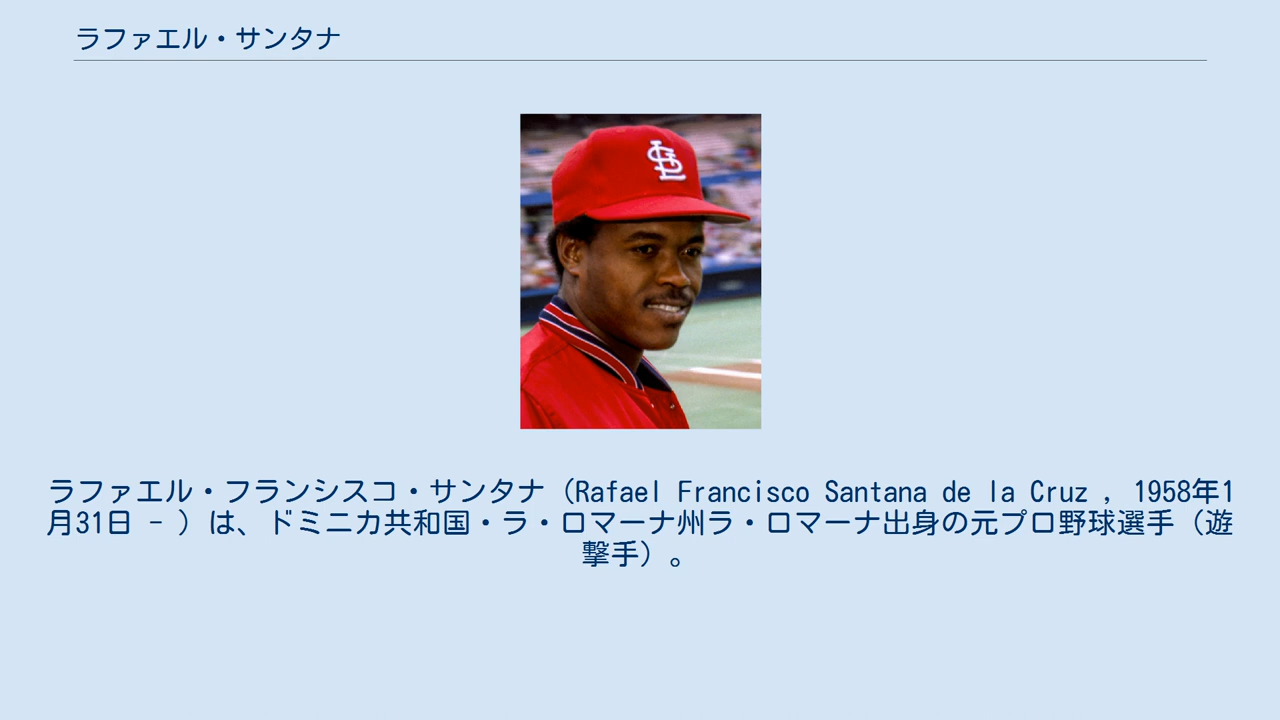 ラファエル・サンタナ
StL
ラファエル・フランシスコ・サンタナ（Rafael Francisco Santana de la Cruz , 1958年1
月31日 - ）は、ドミニカ共和国・ラ・ロマーナ州ラ・ロマーナ出身の元プロ野球選手（遊
撃手）。